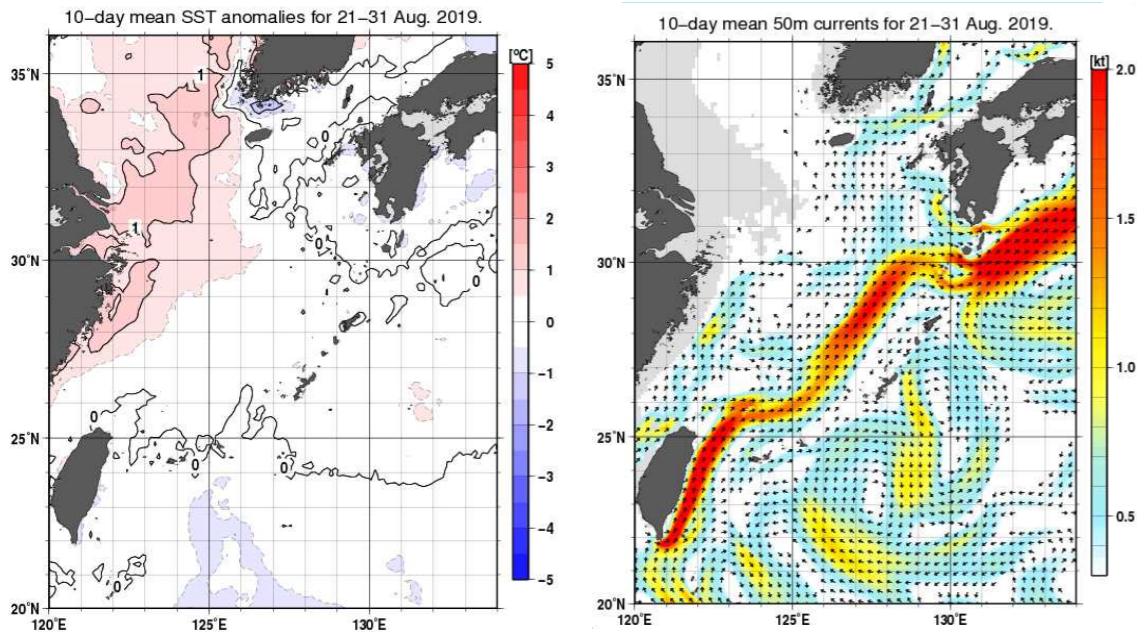 10-day mean SST anomalies for 21-31 Aug. 2019.
[°C]
5
4
3
2
1
0
-1
-2
-3
-4
-5
35°N
30°N
25°N
20°N
120°E
125°E
130°E
1
0
1
0
0
0
0
0
0
0
10-day mean 50m currents for 21-31 Aug. 2019.
[kt]
2.0
1.5
1.0
0.5
35°N
30°N
25°N
20°N
120°E
125°E
130°E